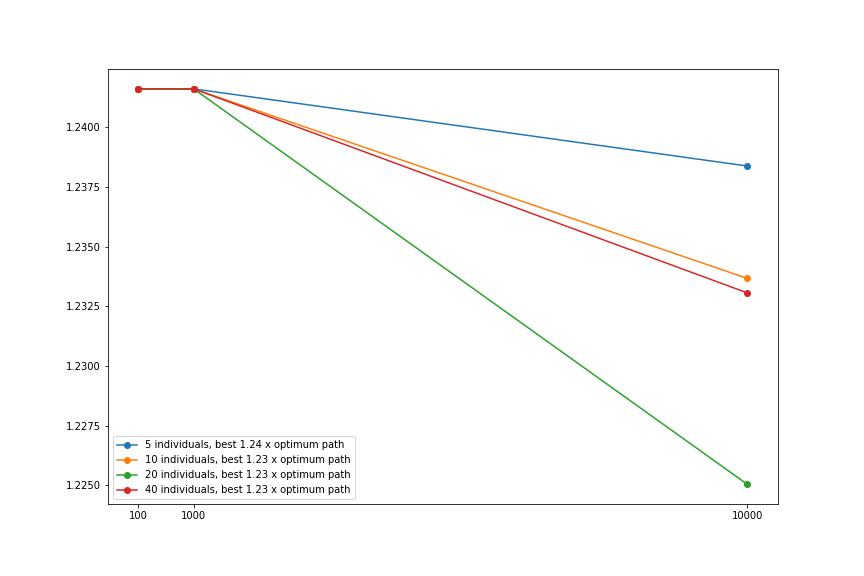 1.2400
1.2375
1.2350
1.2325
1.2300
1.2275
1.2250
5 individuals, best 1.24 x optimum path
10 individuals, best 1.23 x optimum path
20 individuals, best 1.23 x optimum path
40 individuals, best 1.23 x optimum path
100
1000
10000